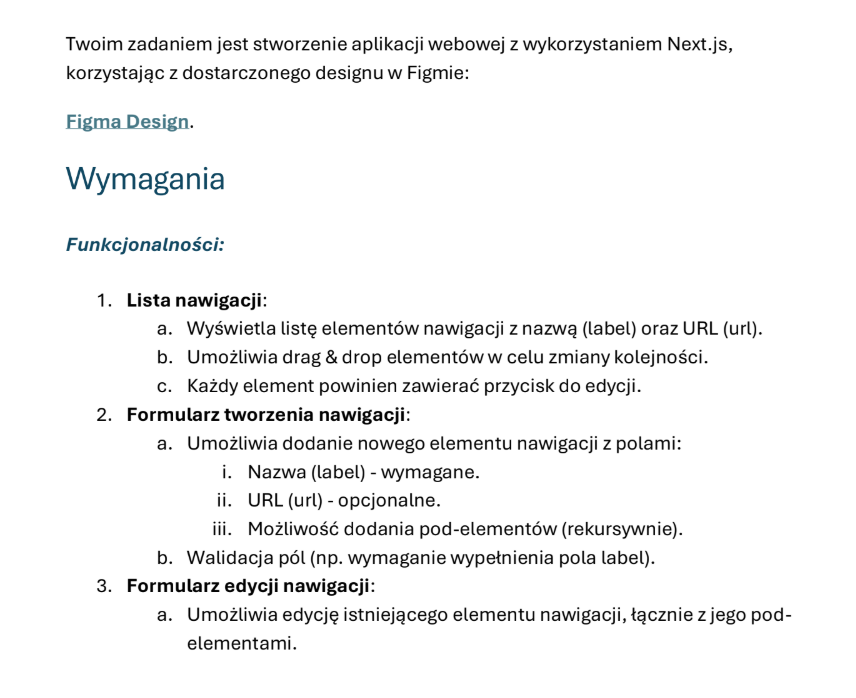 Twoim zadaniem jest stworzenie aplikacji webowej z wykorzystaniem Next.js,
korzystając z dostarczonego designu w Figmie:
Figma Design.
Wymagania
Funkcjonalności:
1. Lista nawigacji:
a. Wyświetla listę elementów nawigacji z nazwą (label) oraz URL (url).
b. Umożliwia drag & drop elementów w celu zmiany kolejności.
c. Każdy element powinien zawierać przycisk do edycji.
2. Formularz tworzenia nawigacji:
a. Umożliwia dodanie nowego elementu nawigacji z polami:
i. Nazwa (label) - wymagane.
ii. URL (url) - opcjonalne.
iii. Możliwość dodania pod-elementów (rekursywnie).
b. Walidacja pól (np. wymaganie wypełnienia pola label).
3. Formularz edycji nawigacji:
a. Umożliwia edycję istniejącego elementu nawigacji, łącznie z jego pod-
elementami.